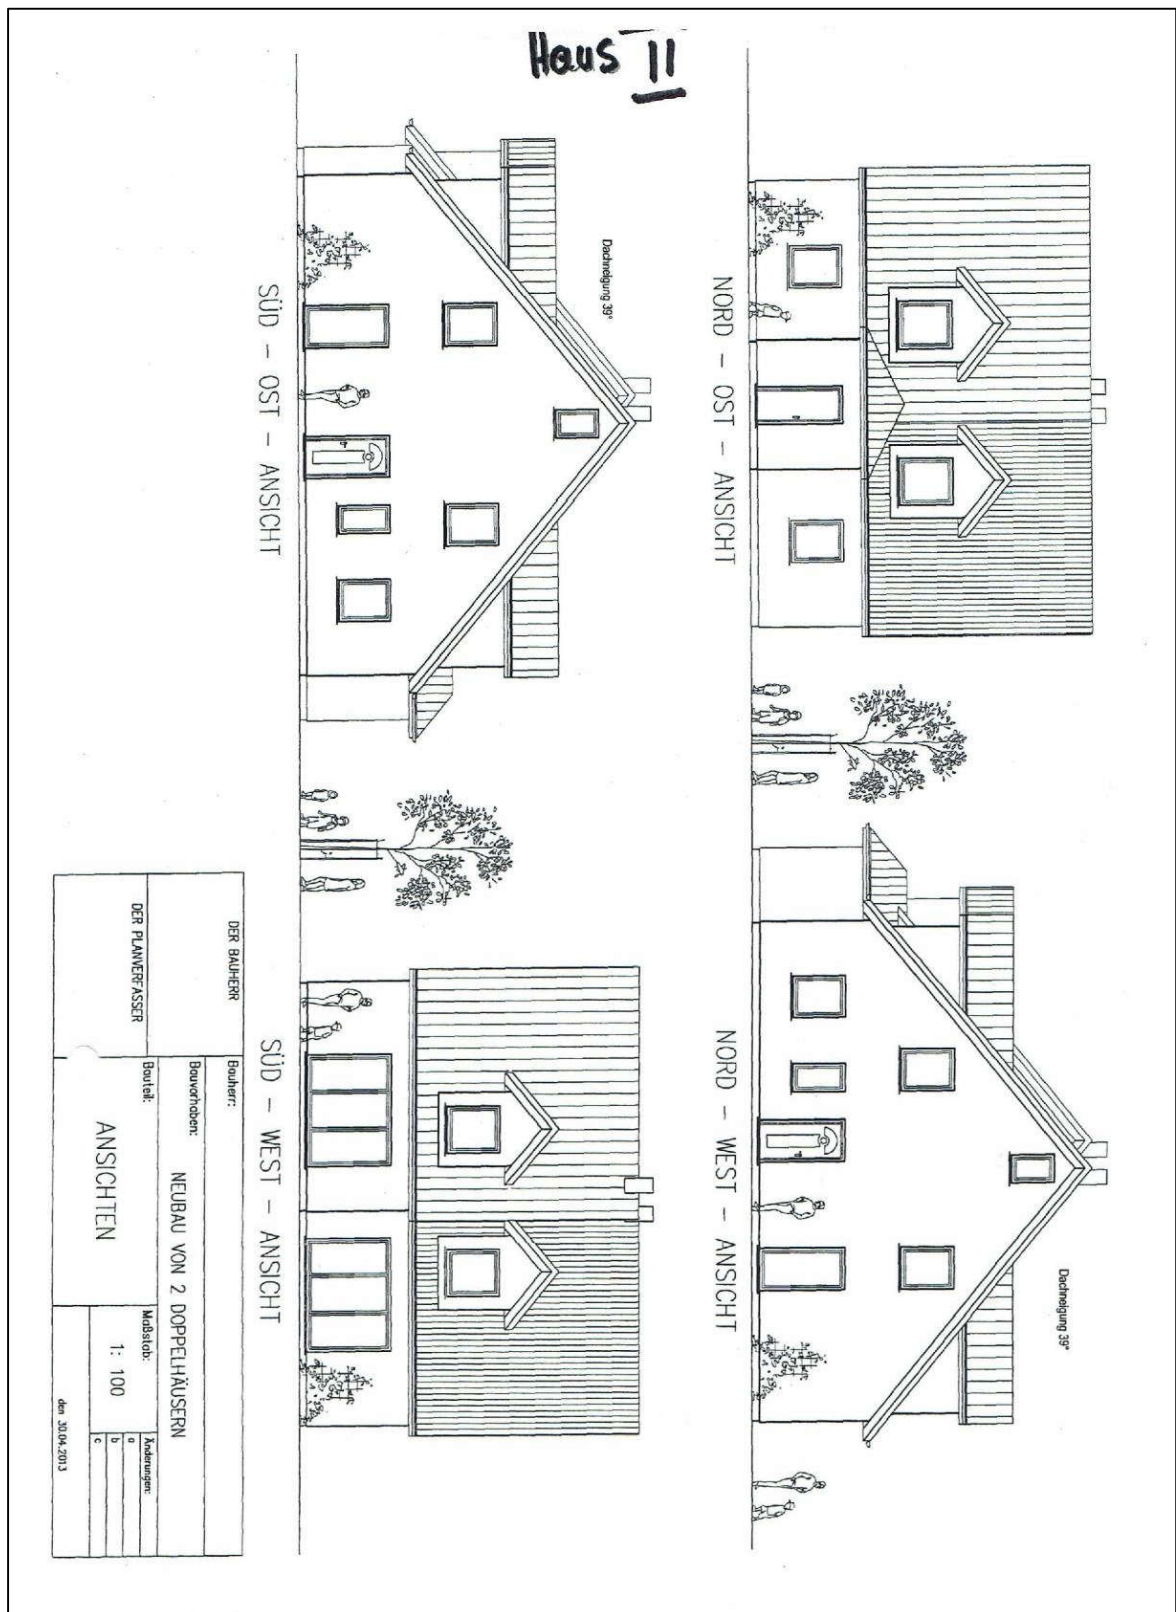 Haus II
Dachneigung 39°
NORD - OST - ANSICHT
NORD - WEST - ANSICHT
Dachneigung 39°
SÜD - OST - ANSICHT
SÜD - WEST - ANSICHT
DER BAUHERR
DER PLANVERFASSER
Bauherr:
Bauvorhaben:
NEUBAU VON 2 DOPPELHÄUSERN
Bauteil:
ANSICHTEN
Maßstab:
1: 100
Änderungen:
a
b
c
den 30.04.2013